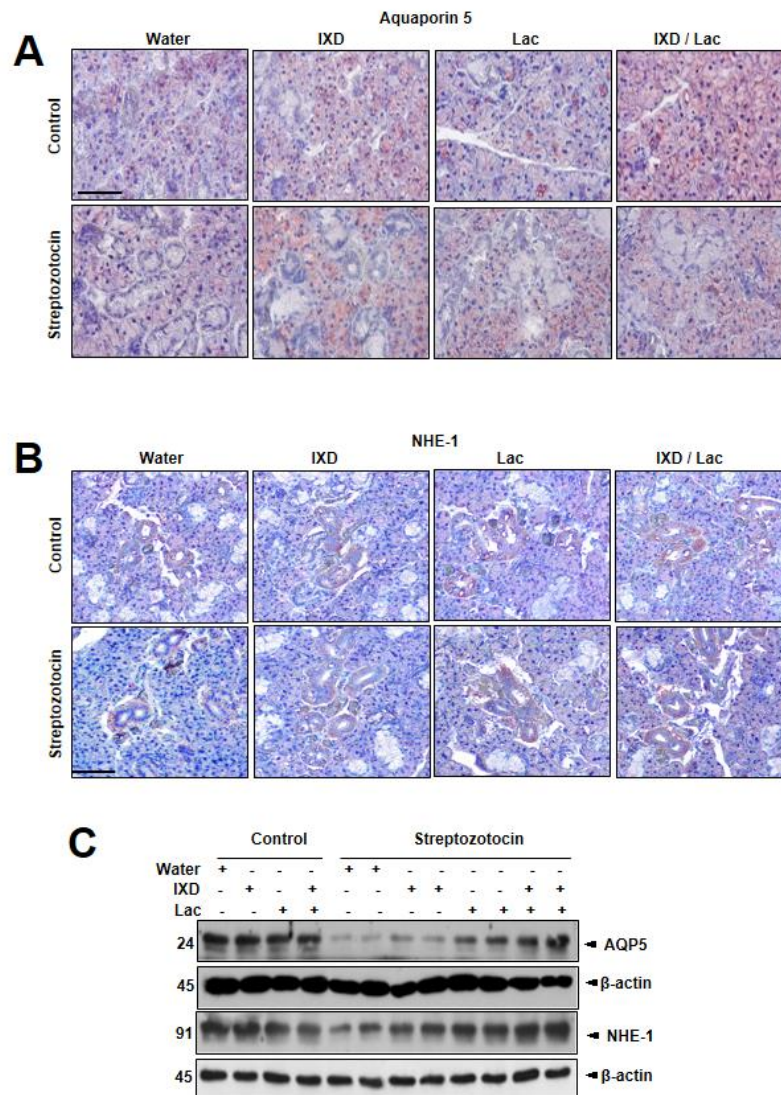 Aquaporin 5
A
Water IXD Lac IXD / Lac
Control
Streptozotocin
NHE-1
B
Water IXD Lac IXD / Lac
Control
Streptozotocin
C
Control Streptozotocin
Water + - - - + + - - - - - -
IXD - + - + - - + + - - + +
Lac - - + + - - - - + + + +
24 AQP5
45 β-actin
91 NHE-1
45 β-actin